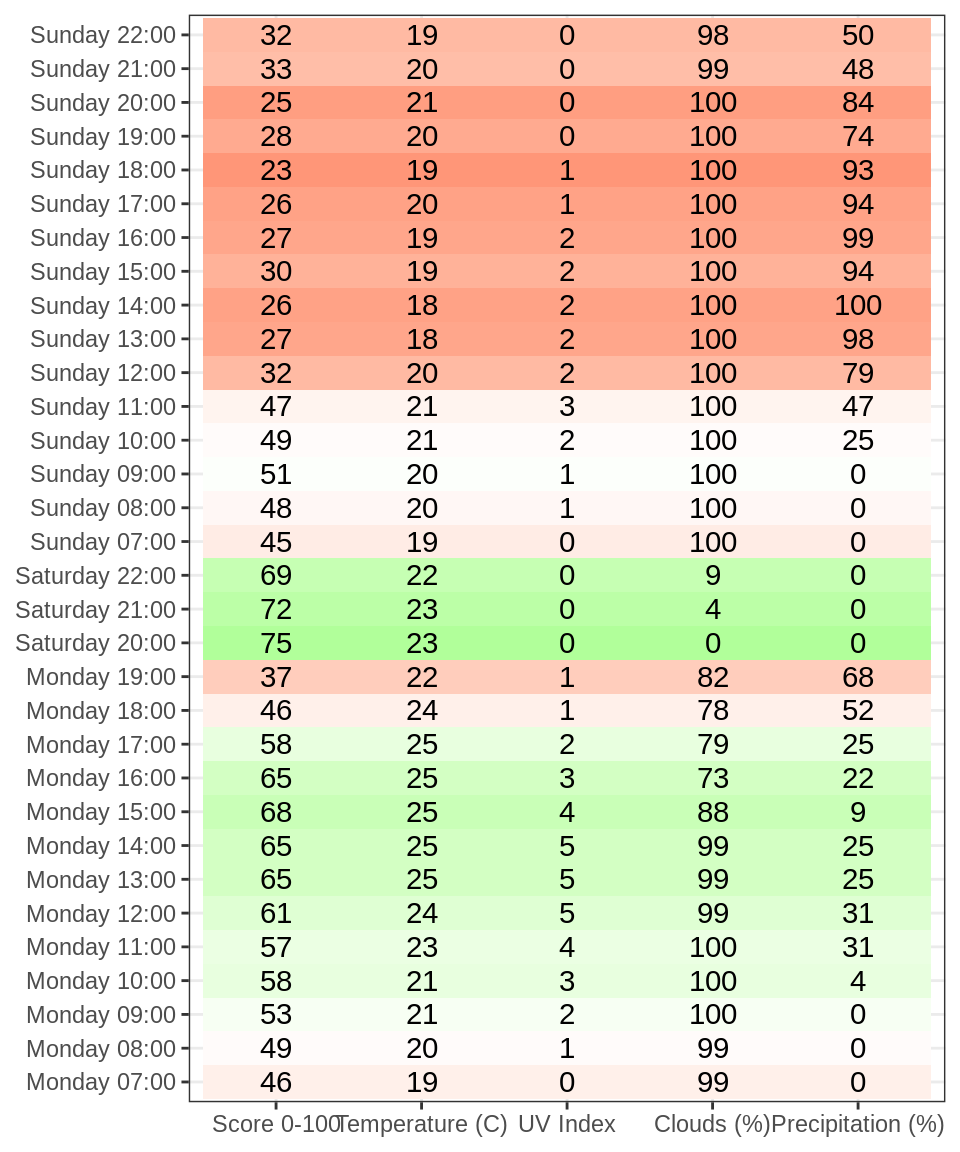 Sunday 22:00 32 19 0 98 50
Sunday 21:00 33 20 0 99 48
Sunday 20:00 25 21 0 100 84
Sunday 19:00 28 20 0 100 74
Sunday 18:00 23 19 1 100 93
Sunday 17:00 26 20 1 100 94
Sunday 16:00 27 19 2 100 99
Sunday 15:00 30 19 2 100 94
Sunday 14:00 26 18 2 100 100
Sunday 13:00 27 18 2 100 98
Sunday 12:00 32 20 2 100 79
Sunday 11:00 47 21 3 100 47
Sunday 10:00 49 21 2 100 25
Sunday 09:00 51 20 1 100 0
Sunday 08:00 48 20 1 100 0
Sunday 07:00 45 19 0 100 0
Saturday 22:00 69 22 0 9 0
Saturday 21:00 72 23 0 4 0
Saturday 20:00 75 23 0 0 0
Monday 19:00 37 22 1 82 68
Monday 18:00 46 24 1 78 52
Monday 17:00 58 25 2 79 25
Monday 16:00 65 25 3 73 22
Monday 15:00 68 25 4 88 9
Monday 14:00 65 25 5 99 25
Monday 13:00 65 25 5 99 25
Monday 12:00 61 24 5 99 31
Monday 11:00 57 23 4 100 31
Monday 10:00 58 21 3 100 4
Monday 09:00 53 21 2 100 0
Monday 08:00 49 20 1 99 0
Monday 07:00 46 19 0 99 0
Score 0-100 Temperature (C) UV Index Clouds (%) Precipitation (%)